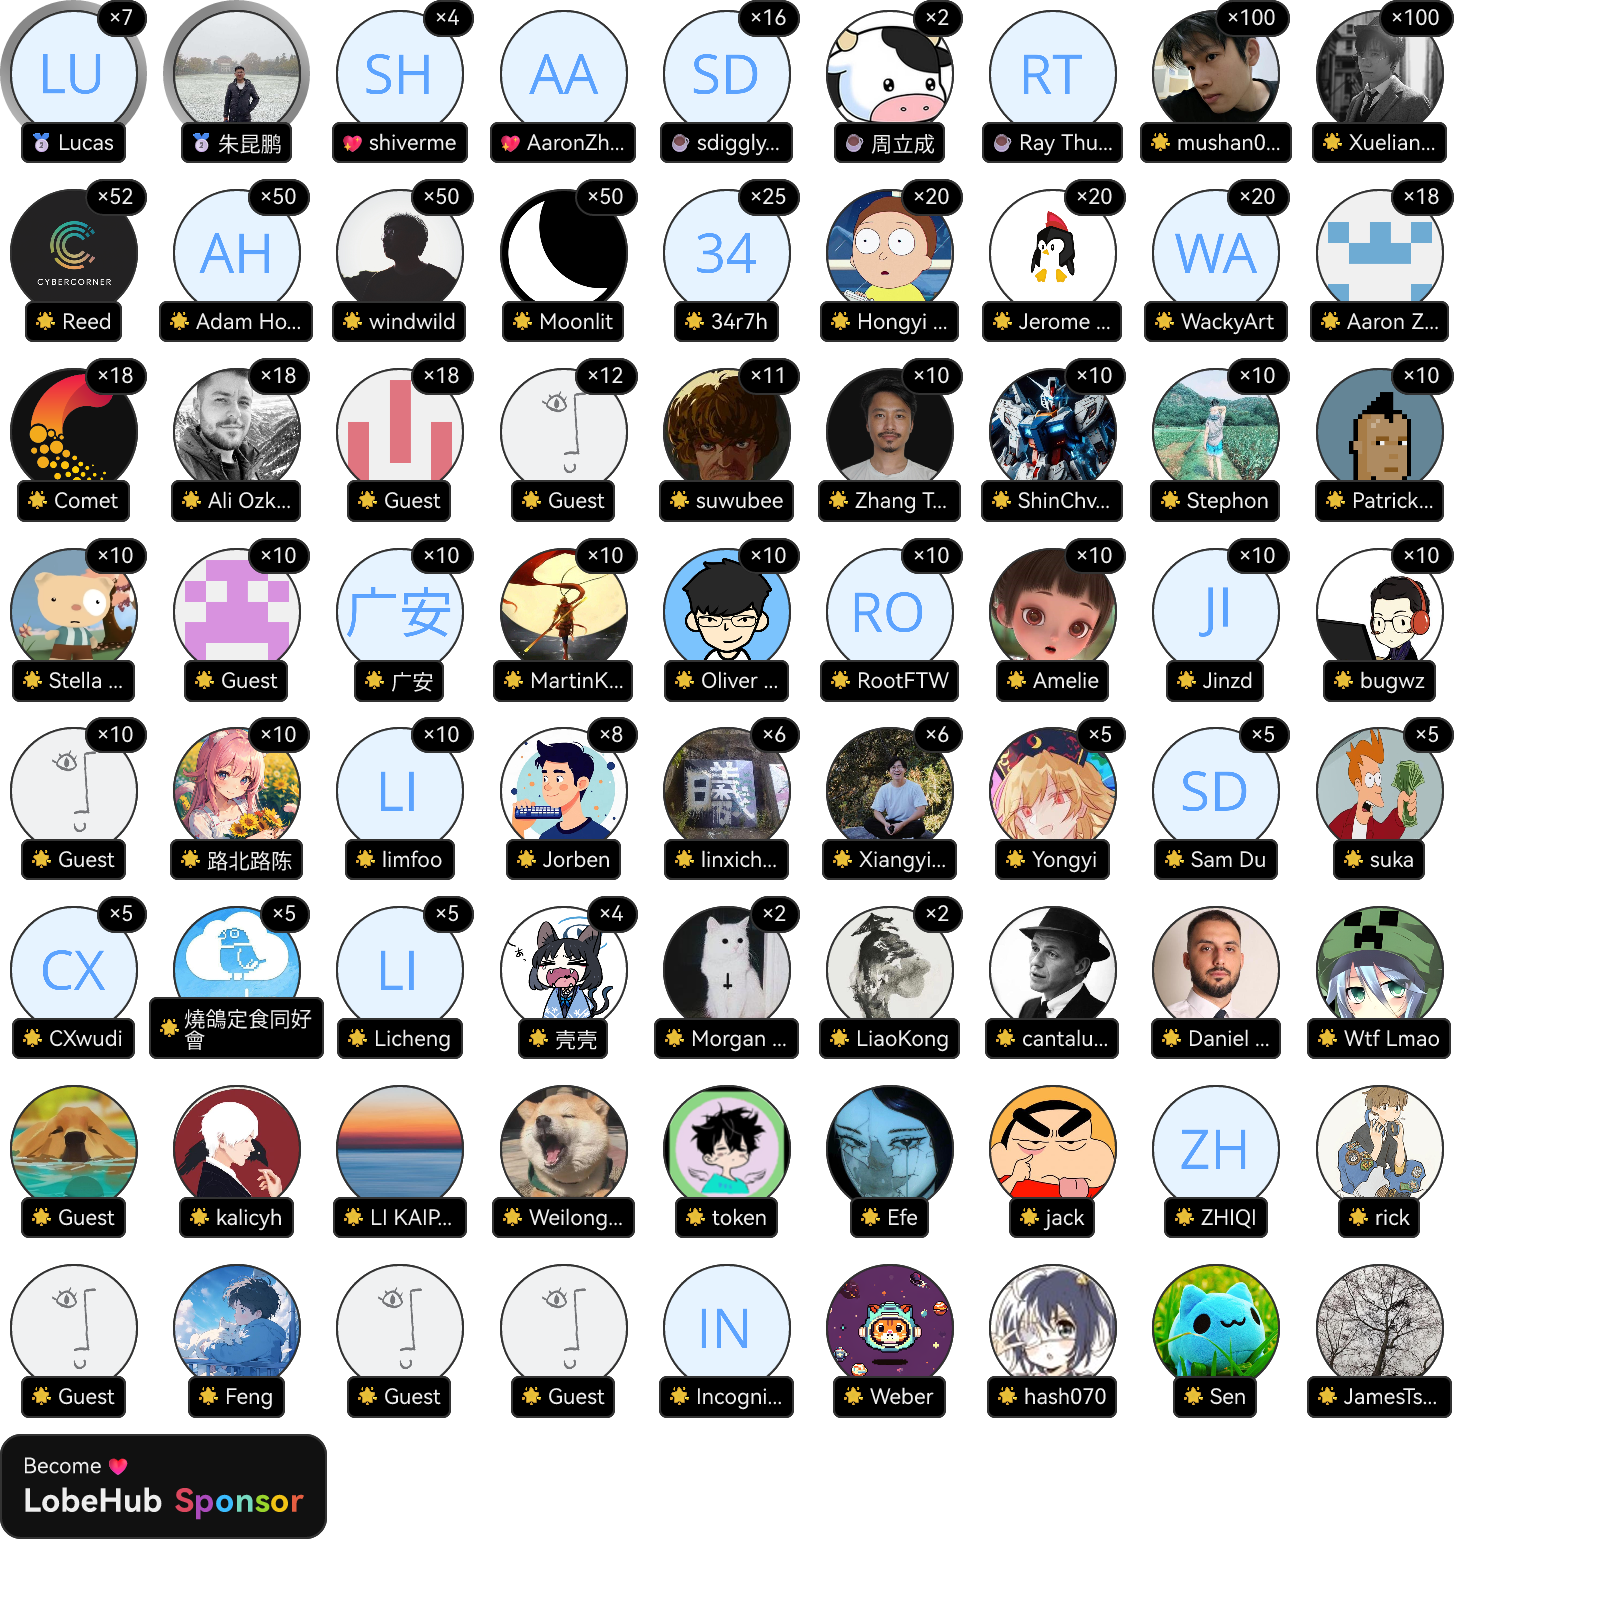 LU ×7 ×4 ×16 ×2 ×100 ×100
SH AA SD RT
Lucas 朱昆鹏 shiverme AaronZh... sdiggly... 周立成 Ray Thu... mushan0... Xuelian...
×52 ×50 ×50 ×50 ×25 ×20 ×20 ×20 ×18
CYBERCORNER AH 34 WA
Reed Adam Ho... windwild Moonlit 34r7h Hongyi ... Jerome ... WackyArt Aaron Z...
×18 ×18 ×18 ×12 ×11 ×10 ×10 ×10 ×10
Comet Ali Ozk... Guest Guest suwubee Zhang T... ShinChv... Stephon Patrick...
×10 ×10 ×10 ×10 ×10 ×10 ×10 ×10 ×10
广安 RO JI
Stella ... Guest 广安 MartinK... Oliver ... RootFTW Amelie Jinzd bugwz
×10 ×10 ×10 ×8 ×6 ×6 ×5 ×5 ×5
LI SD
Guest 路北路陈 limfoo Jorben linxich... Xiangyi... Yongyi Sam Du suka
×5 ×5 ×5 ×4 ×2 ×2
CX LI
CXwudi 燒鴿定食同好會 Licheng 壳壳 Morgan ... LiaoKong cantalu... Daniel ... Wtf Lmao
ZH
Guest kalicyh LI KAIP... Weilong... token Efe jack ZHIQI rick
IN
Guest Feng Guest Guest Incogni... Weber hash070 Sen JamesTs...
Become
LobeHub Sponsor